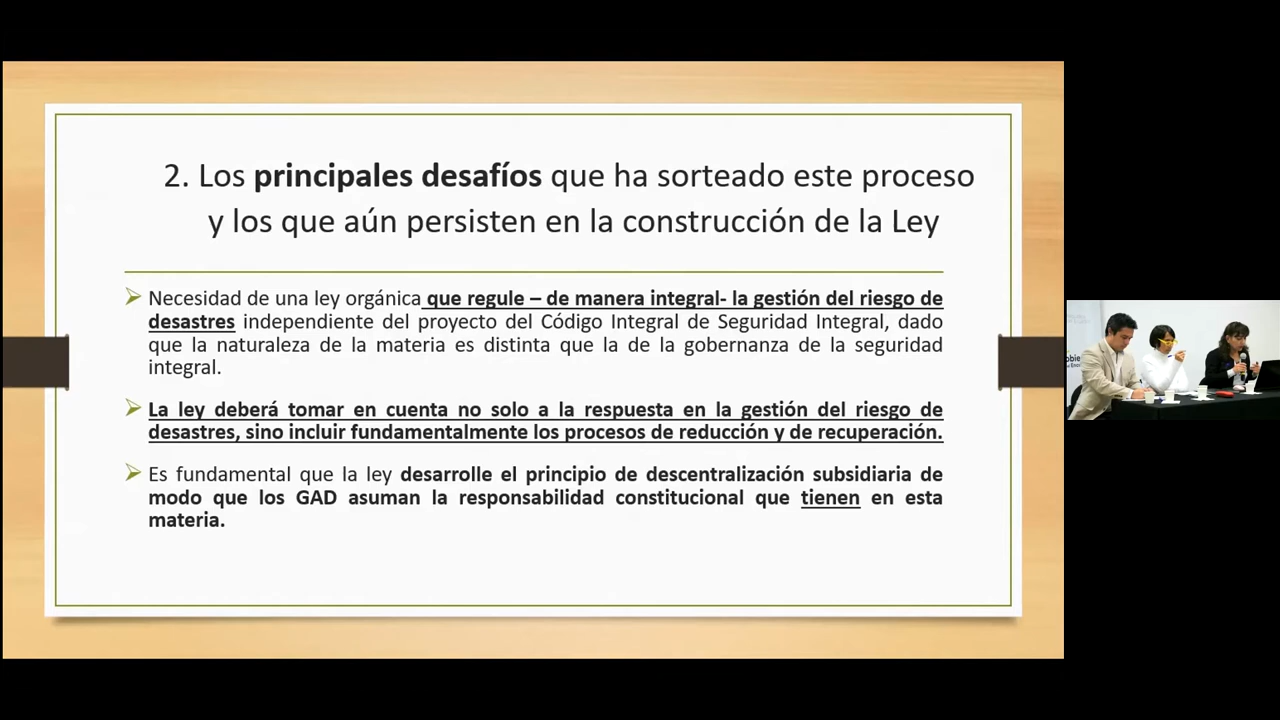 2. Los principales desafíos que ha sorteado este proceso
y los que aún persisten en la construcción de la Ley
Necesidad de una ley orgánica que regule – de manera integral- la gestión del riesgo de
desastres independiente del proyecto del Código Integral de Seguridad Integral, dado
que la naturaleza de la materia es distinta que la de la gobernanza de la seguridad
integral.
La ley deberá tomar en cuenta no solo a la respuesta en la gestión del riesgo de
desastres, sino incluir fundamentalmente los procesos de reducción y de recuperación.
Es fundamental que la ley desarrolle el principio de descentralización subsidiaria de
modo que los GAD asuman la responsabilidad constitucional que tienen en esta
materia.